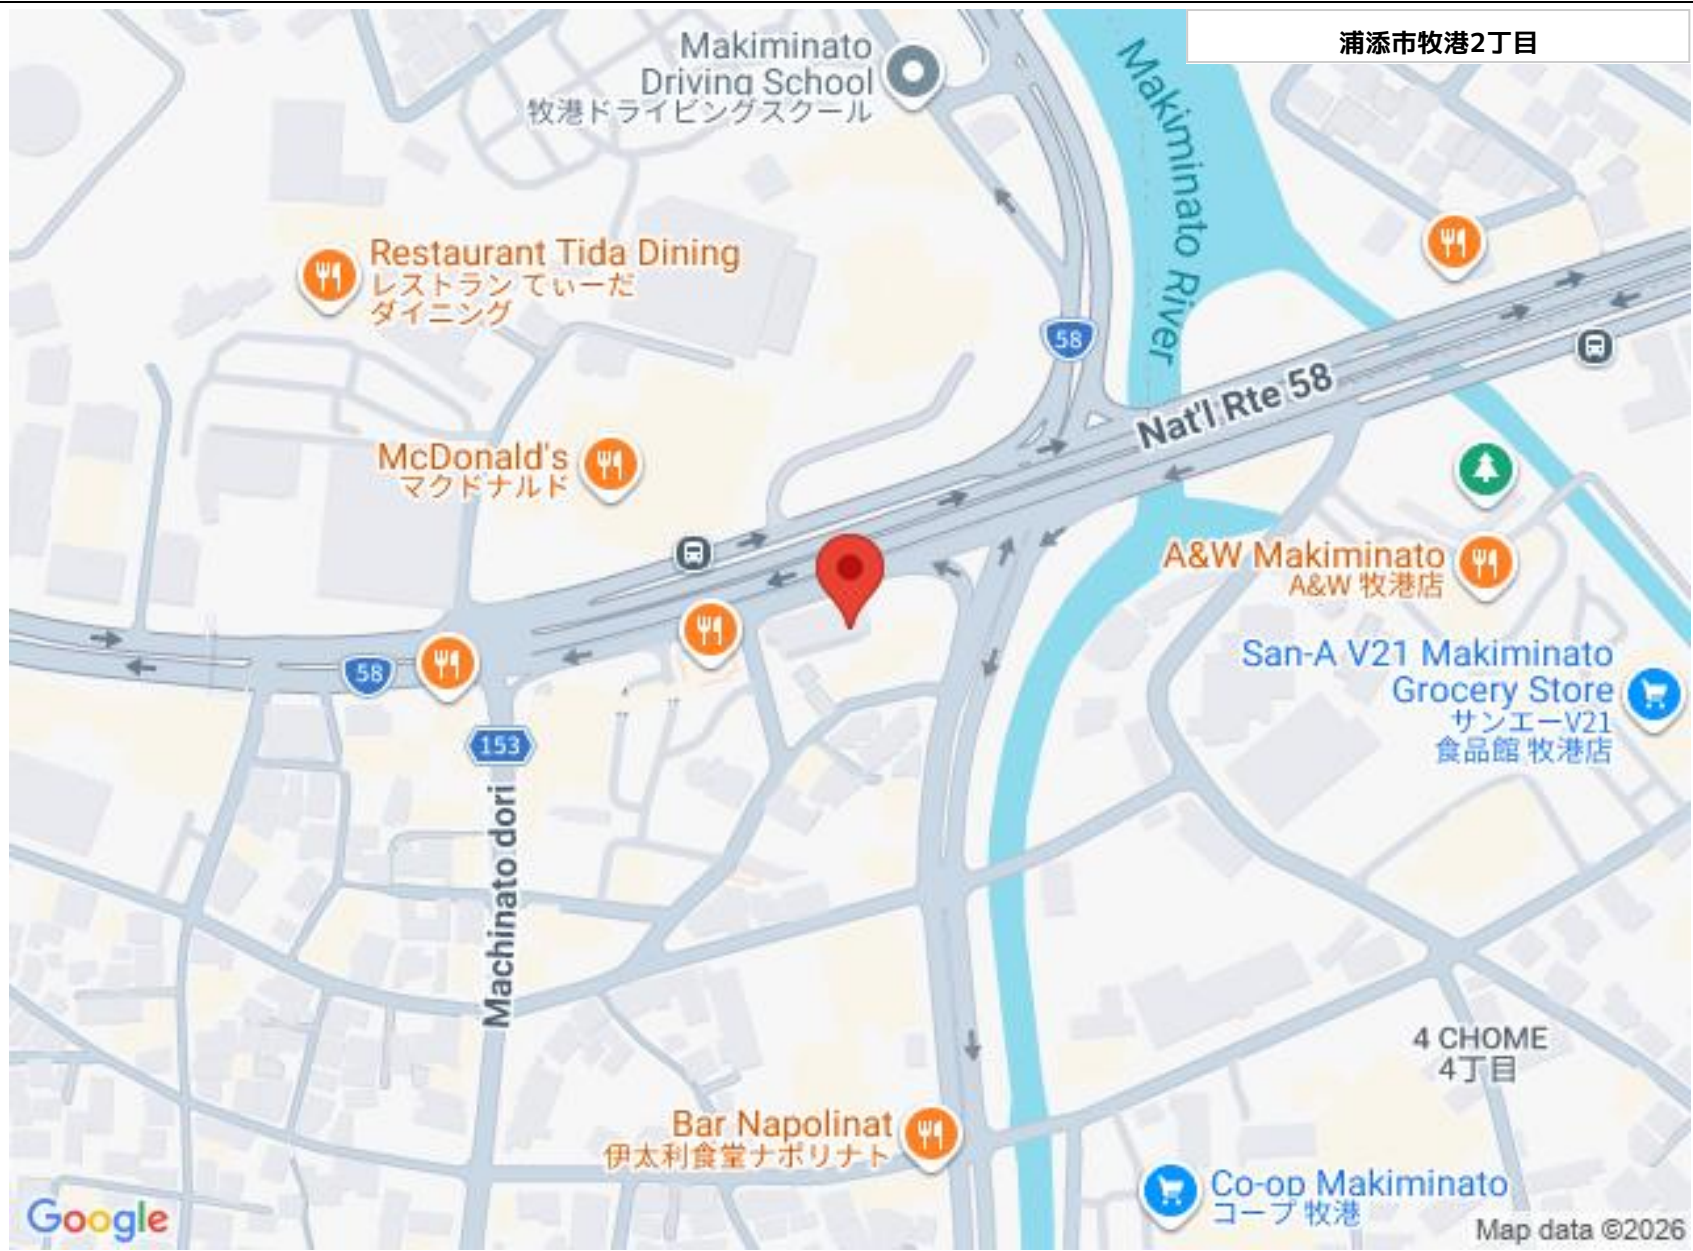 浦添市牧港2丁目
Makiminato
Driving School
牧港ドライビングスクール
Makiminato River
Restaurant Tida Dining
レストラン てぃーだ
ダイニング
58
Nat'l Rte 58
McDonald's
マクドナルド
A&W Makiminato
A&W 牧港店
San-A V21 Makiminato
Grocery Store
サンエーV21
食品館 牧港店
58
153
Machinato dori
4 CHOME
4丁目
Bar Napolinat
伊太利食堂ナポリナト
Co-op Makiminato
コープ牧港
Google
Map data ©2026